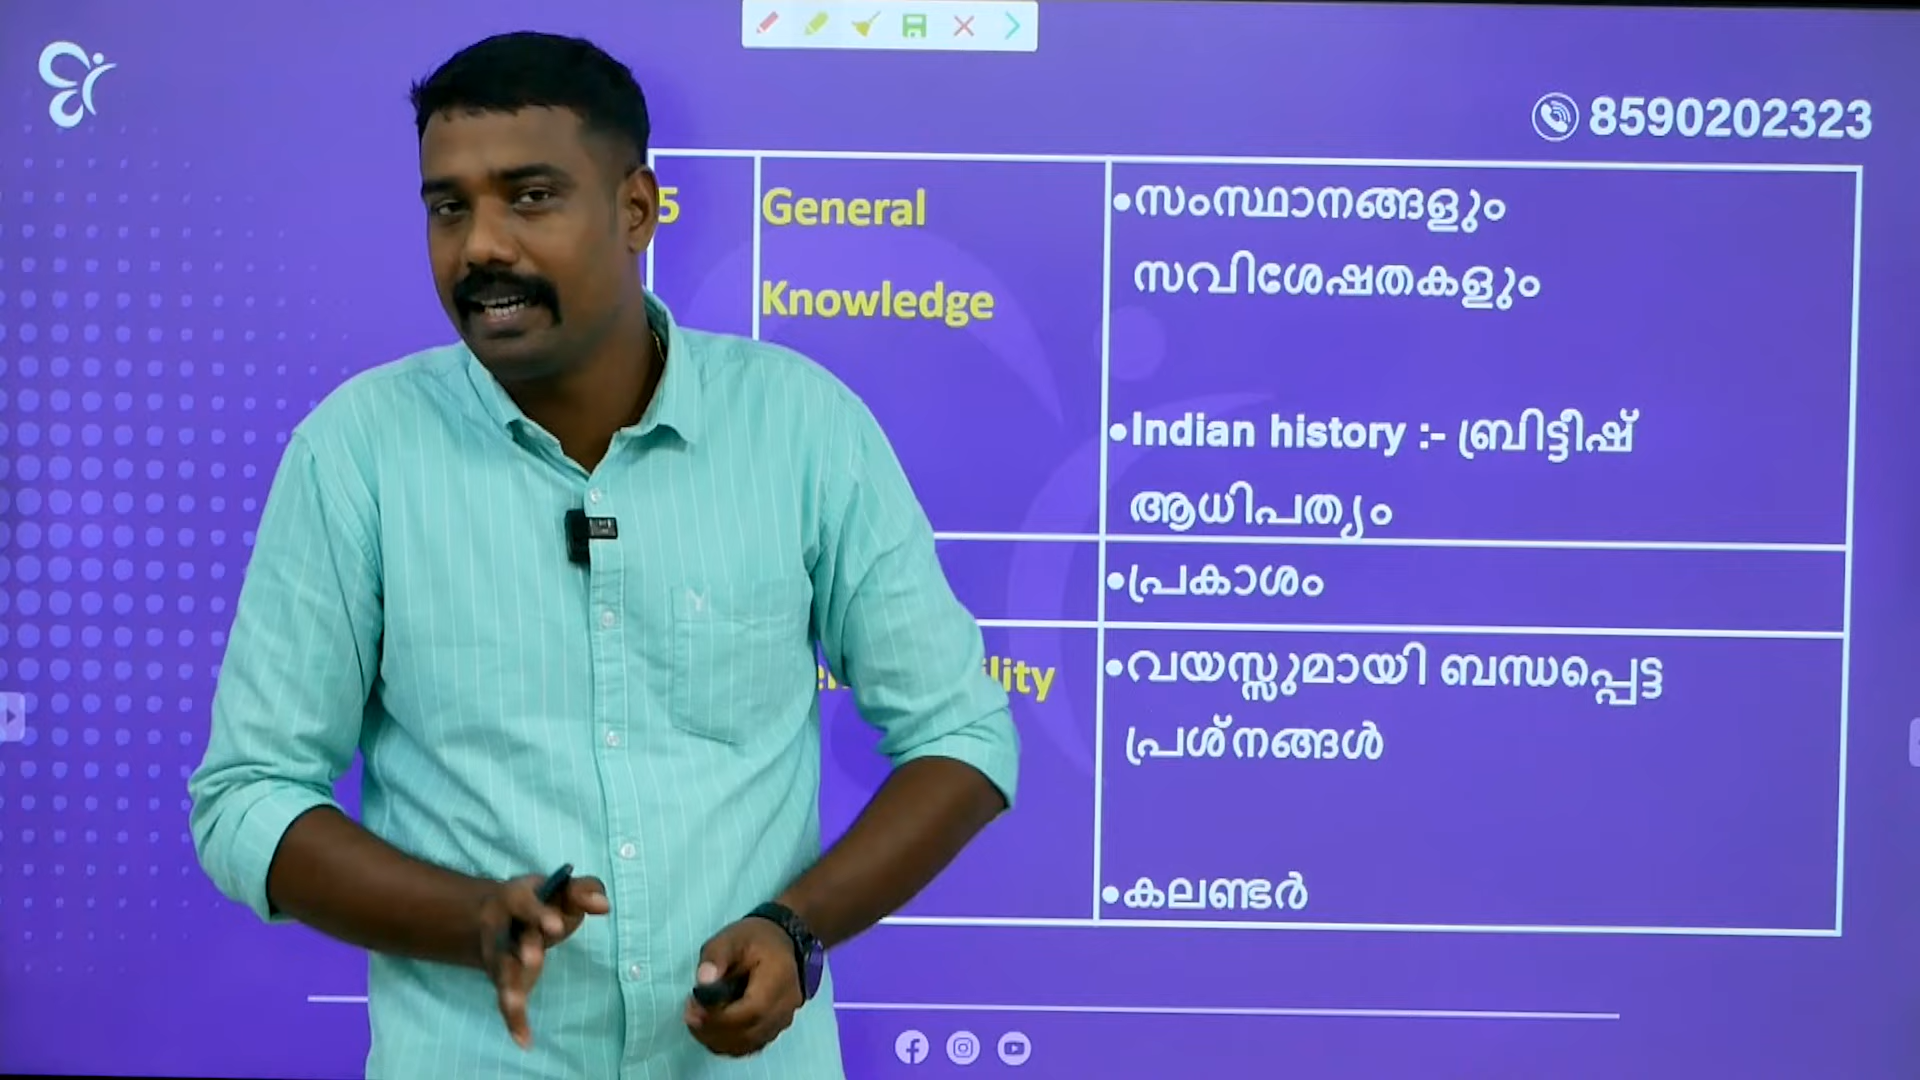 8590202323
5
General
Knowledge
•സംസ്ഥാനങ്ങളും
സവിശേഷതകളും
•Indian history :- ബ്രിട്ടീഷ്
ആധിപത്യം
•പ്രകാശം
•വയസ്സുമായി ബന്ധപ്പെട്ട
പ്രശ്നങ്ങൾ
•കലണ്ടർ